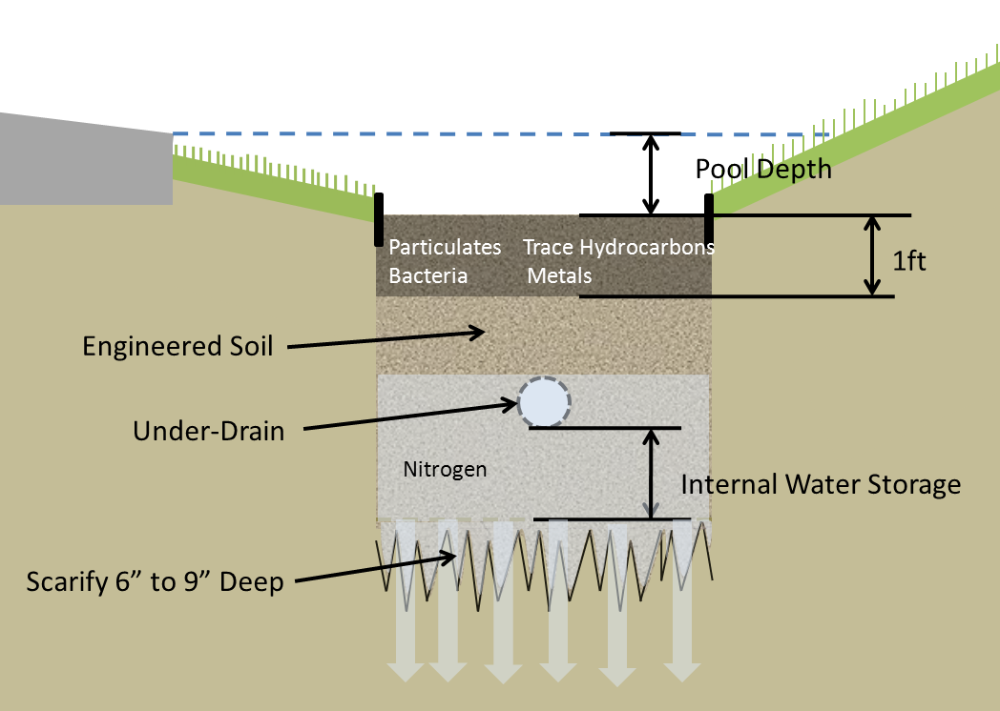 Pool Depth
Particulates Trace Hydrocarbons
Bacteria Metals
1ft
Engineered Soil
Under-Drain
Nitrogen
Internal Water Storage
Scarify 6” to 9” Deep